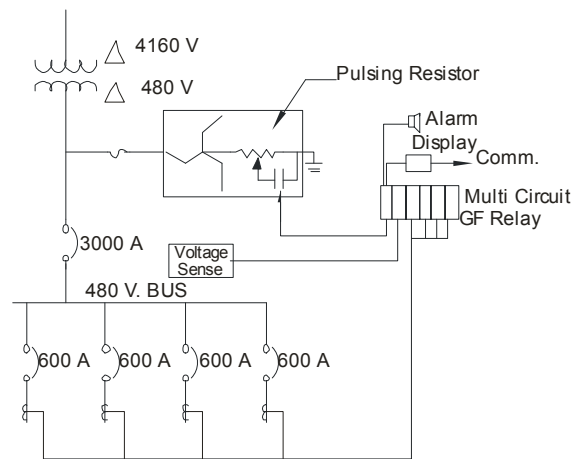 4160 V
480 V
Pulsing Resistor
Alarm
Display
Comm.
Multi Circuit
GF Relay
3000 A
Voltage
Sense
480 V. BUS
600 A
600 A
600 A
600 A